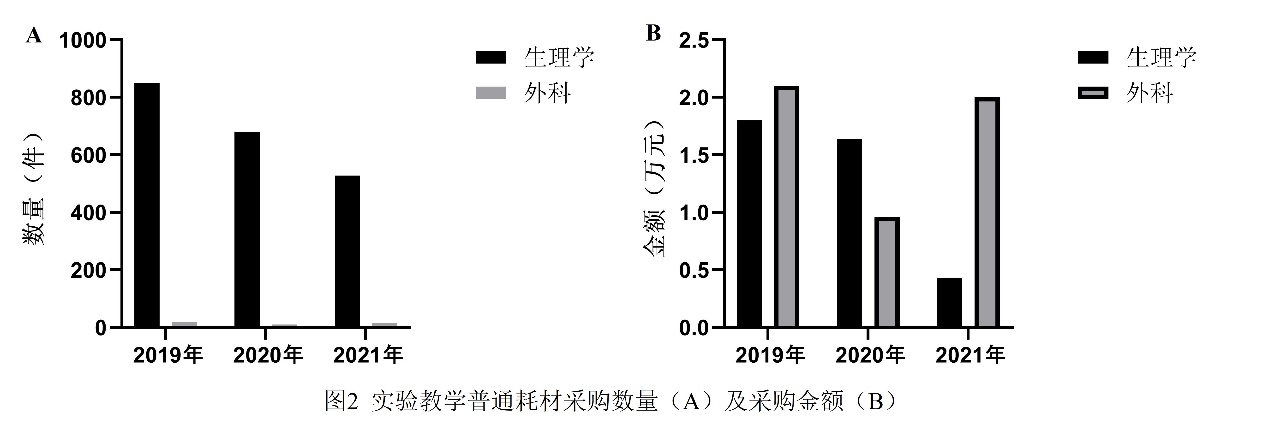 A
1000
800
600
400
200
0
数量（件）
2019年 2020年 2021年
生理学
外科
B
2.5
2.0
1.5
1.0
0.5
0.0
金额（万元）
2019年 2020年 2021年
生理学
外科
图2 实验教学普通耗材采购数量（A）及采购金额（B）